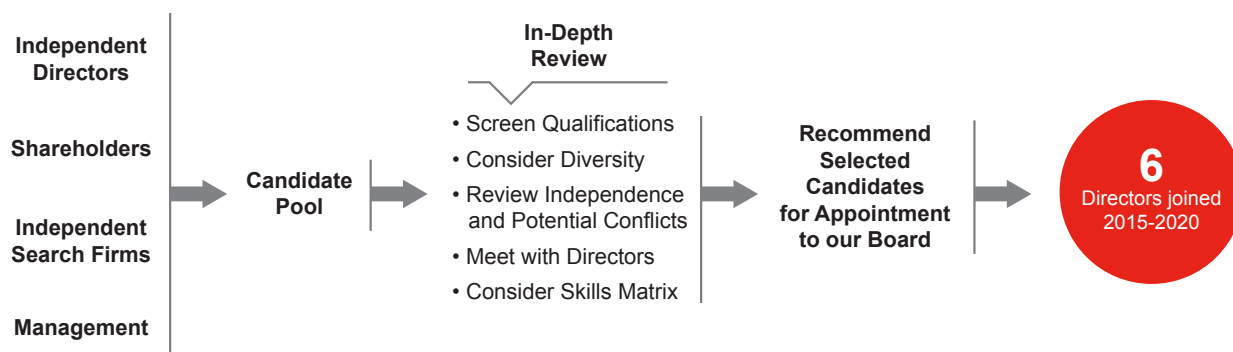 Independent
Directors
Shareholders
Independent
Search Firms
Management
Candidate
Pool
In-Depth
Review
• Screen Qualifications
• Consider Diversity
• Review Independence
and Potential Conflicts
• Meet with Directors
• Consider Skills Matrix
Recommend
Selected
Candidates
for Appointment
to our Board
6
Directors joined
2015-2020